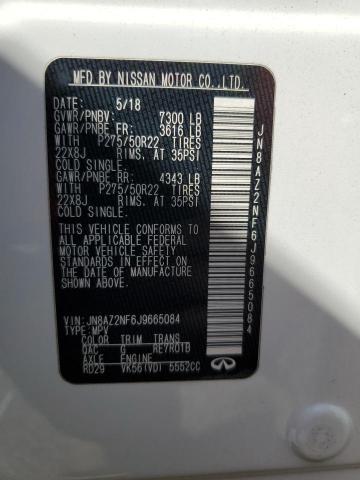 MFD BY NISSAN MOTOR CO.,LTD.
DATE: 5/18
GVWR/PNBV: 7300 LB
GAWR/PNBE FR: 3616 LB
WITH P275/50R22 TIRES
22X8J RIMS, AT 35PSI
COLD SINGLE.
GAWR/PNBE RR: 4343 LB
WITH P275/50R22 TIRES
22X8J RIMS, AT 35PSI
COLD SINGLE.
THIS VEHICLE CONFORMS TO
ALL APPLICABLE FEDERAL
MOTOR VEHICLE SAFETY
STANDARDS IN EFFECT ON
THE DATE OF MANUFACTURE
SHOWN ABOVE.
VIN: JN8AZ2NF6J9665084
TYPE: MPV
COLOR TRIM TRANS
QAC G RE7R01B
AXLE ENGINE
RD29 VK56(VD) 5552CC
INFINITI
JN8AZ2NF6J9665084